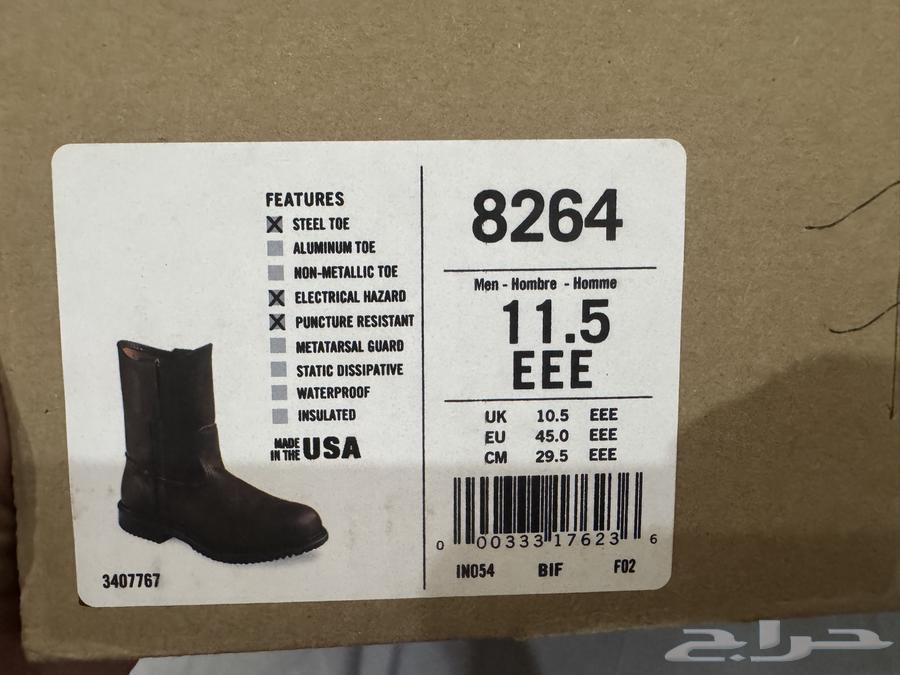 FEATURES
STEEL TOE
ALUMINUM TOE
NON-METALLIC TOE
ELECTRICAL HAZARD
PUNCTURE RESISTANT
METATARSAL GUARD
STATIC DISSIPATIVE
WATERPROOF
INSULATED
MADE IN THE USA
3407767
8264
Men - Hombre - Homme
11.5
EEE
UK 10.5 EEE
EU 45.0 EEE
CM 29.5 EEE
0 00333 17623 6
IN054 BIF F02
حراج